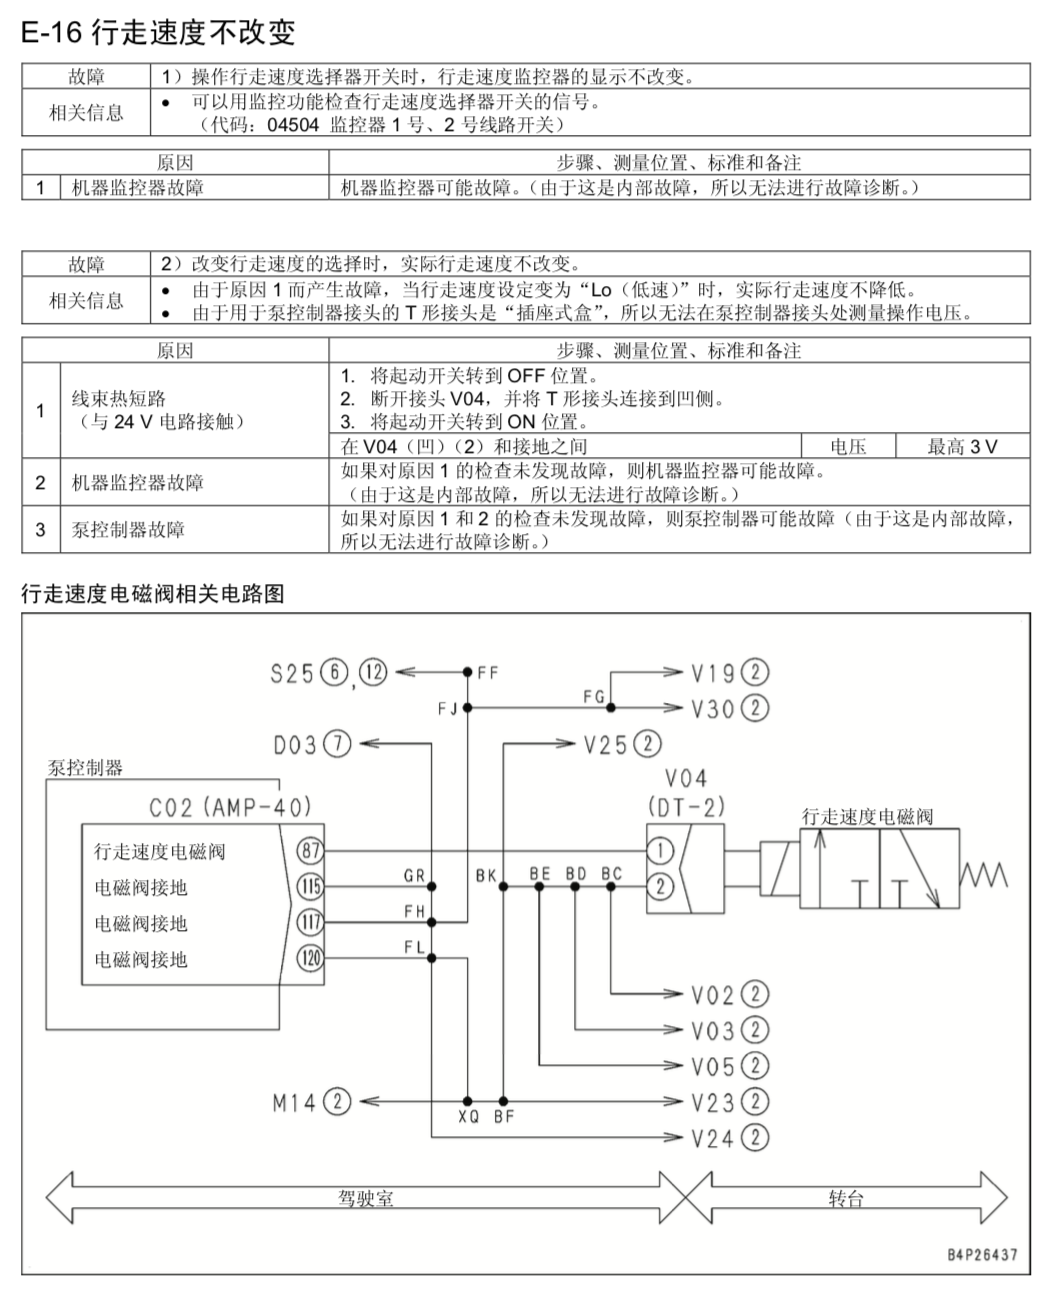 E-16 行走速度不改变
故障
1）操作行走速度选择器开关时，行走速度监控器的显示不改变。
相关信息
• 可以用监控功能检查行走速度选择器开关的信号。
（代码：04504 监控器 1 号、2 号线路开关）
原因
步骤、测量位置、标准和备注
1 机器监控器故障
机器监控器可能故障。（由于这是内部故障，所以无法进行故障诊断。）
故障
2）改变行走速度的选择时，实际行走速度不改变。
相关信息
• 由于原因 1 而产生故障，当行走速度设定变为“Lo（低速）”时，实际行走速度不降低。
• 由于用于泵控制器接头的 T 形接头是“插座式盒”，所以无法在泵控制器接头处测量操作电压。
原因
步骤、测量位置、标准和备注
1
线束热短路
（与 24 V 电路接触）
1. 将起动开关转到 OFF 位置。
2. 断开接头 V04，并将 T 形接头连接到凹侧。
3. 将起动开关转到 ON 位置。
在 V04（凹）（2）和接地之间
电压
最高 3 V
2 机器监控器故障
如果对原因 1 的检查未发现故障，则机器监控器可能故障。
（由于这是内部故障，所以无法进行故障诊断。）
3 泵控制器故障
如果对原因 1 和 2 的检查未发现故障，则泵控制器可能故障（由于这是内部故障，
所以无法进行故障诊断。）
行走速度电磁阀相关电路图
S25⑥,⑫
FF
V19②
FG
FJ
V30②
D03⑦
V25②
泵控制器
V04
C02(AMP-40)
(DT-2)
行走速度电磁阀
行走速度电磁阀 87
①
电磁阀接地 115
GR
BK
BE
BD
BC
②
电磁阀接地 117
FH
电磁阀接地 120
FL
V02②
V03②
V05②
M14②
XQ
BF
V23②
V24②
驾驶室
转台
B4P26437